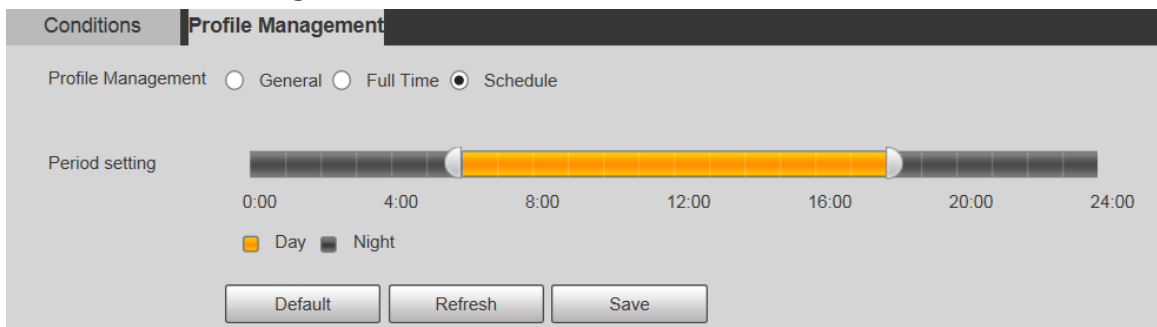 Conditions Profile Management
Profile Management General Full Time Schedule
Period setting
0:00 4:00 8:00 12:00 16:00 20:00 24:00
Day Night
Default Refresh Save